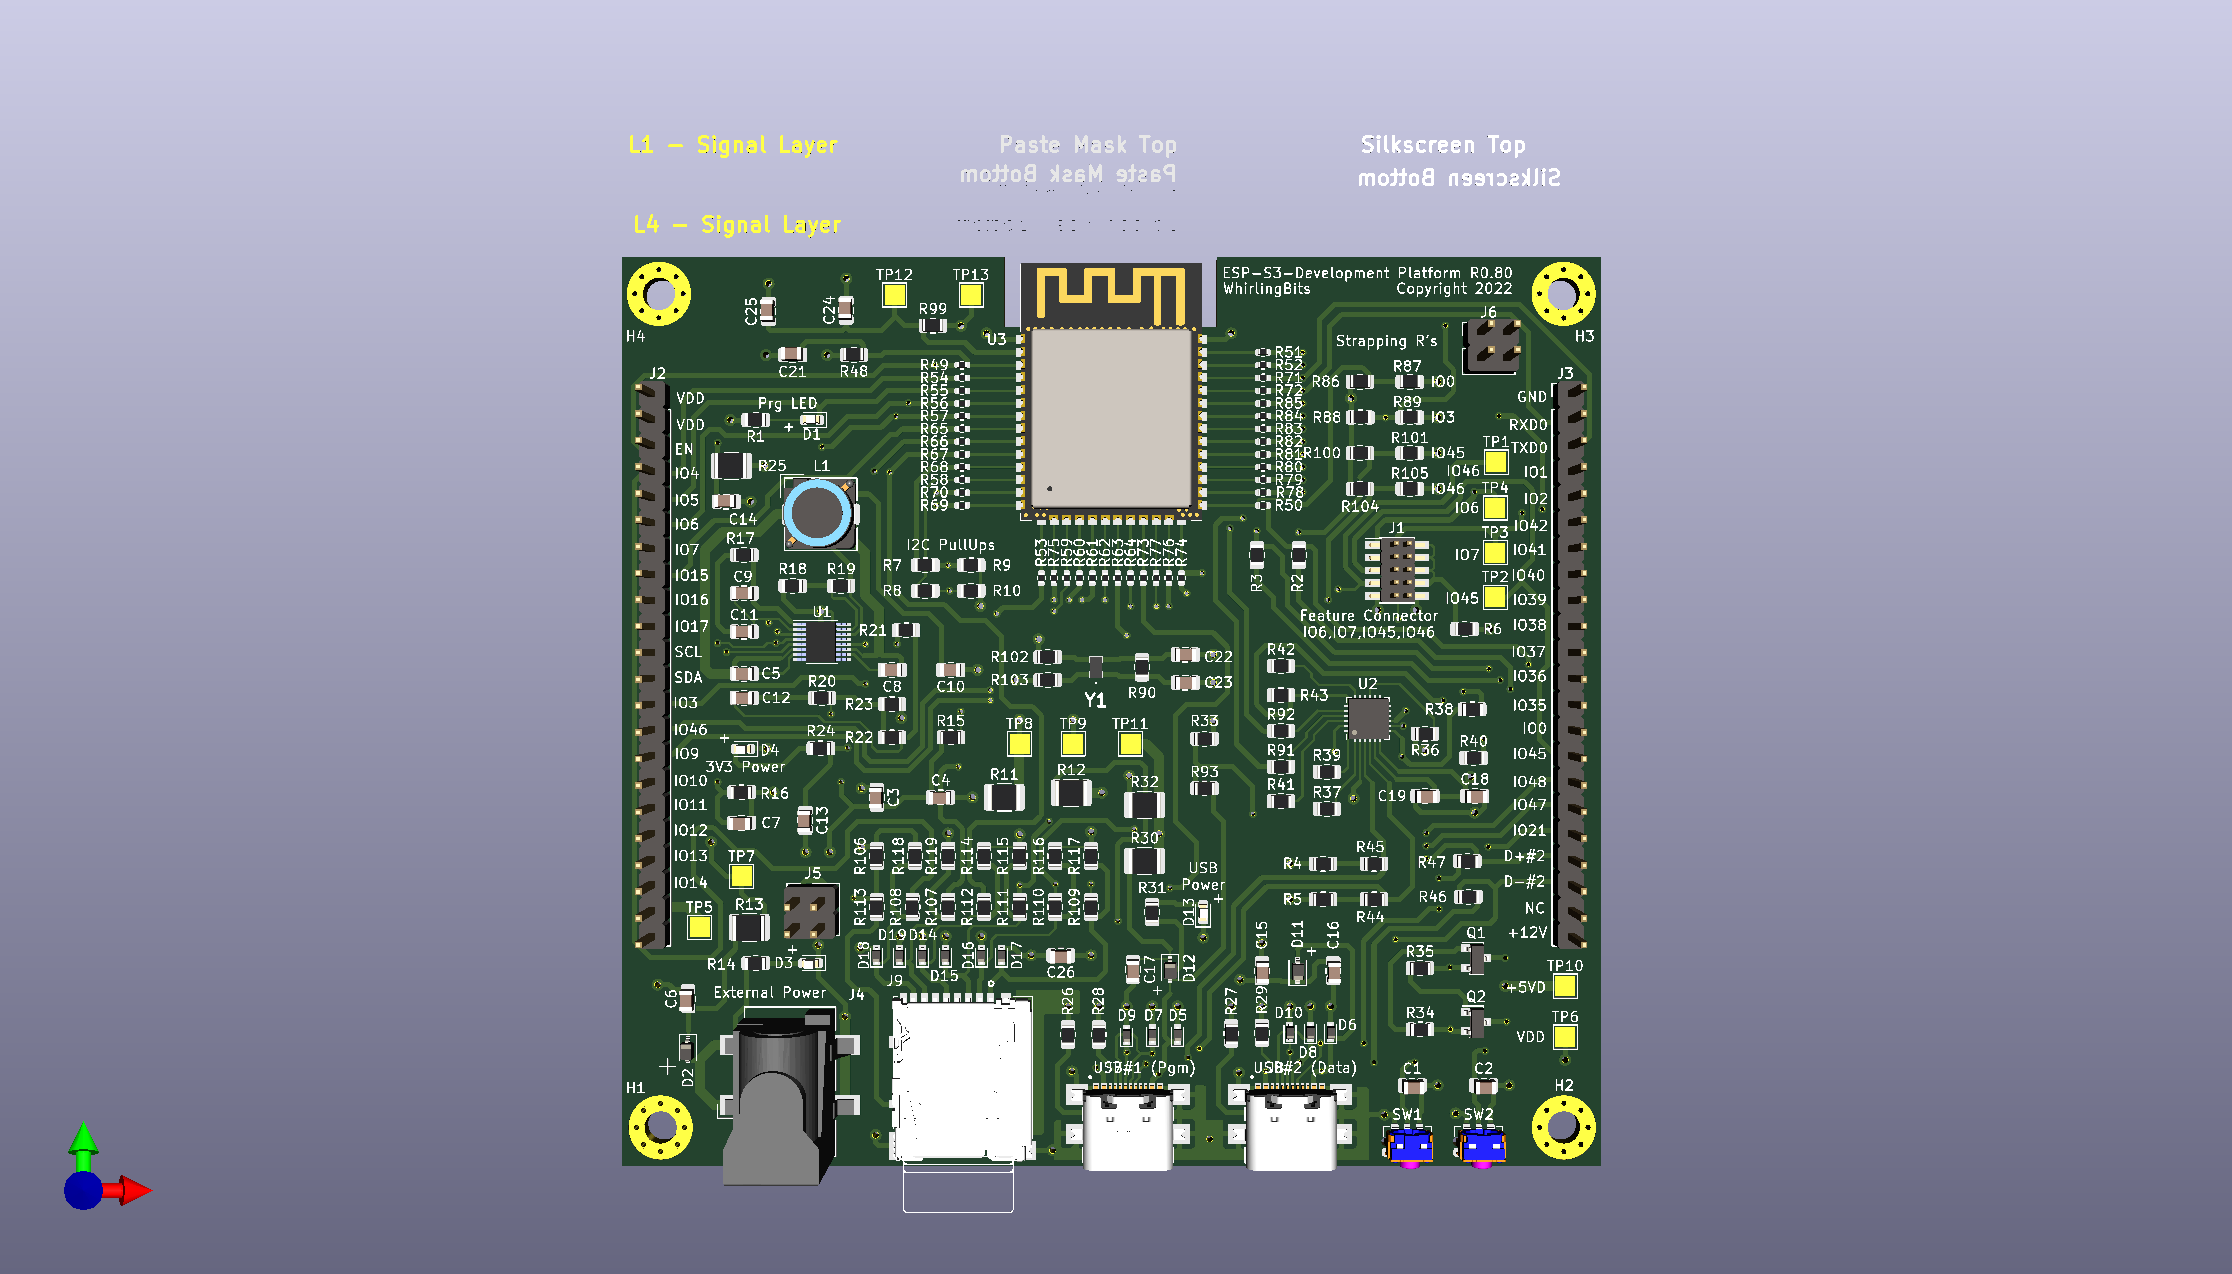 L1 - Signal Layer
Paste Mask Top
Silkscreen Top
Paste Mask Bottom
Silkscreen Bottom
L4 - Signal Layer
ESP-S3-Development Platform R0.80
WhirlingBits
Copyright 2022
TP12
TP13
C25
C24
R99
H4
U3
J6
H3
Strapping R's
C21
R48
J2
J3
R49
R54
R55
R56
R57
R65
R66
R67
R68
R58
R70
R69
R51
R52
R71
R72
R85
R84
R83
R82
R81
R80
R79
R78
R50
R86
R87
IO0
R88
R89
IO3
R100
R101
IO45
R104
R105
IO46
VDD
VDD
EN
IO4
IO5
IO6
IO7
IO15
IO16
IO17
SCL
SDA
IO3
IO46
IO9
IO10
IO11
IO12
IO13
IO14
GND
RXD0
TXD0
IO1
IO2
IO42
IO41
IO40
IO39
IO38
IO37
IO36
IO35
IO0
IO45
IO48
IO47
IO21
D+#2
D-#2
NC
+12V
Prg LED
R1
+
D1
R25
L1
C14
R17
C9
R18
R19
C11
U1
R21
C5
C12
R20
C8
C10
R23
R22
R15
R24
+
D4
3V3 Power
R16
C7
C13
C3
C4
I2C PullUps
R7
R9
R8
R10
R53
R75
R59
R60
R61
R62
R63
R64
R73
R77
R76
R74
R3
R2
J1
TP1
IO46
TP4
IO6
TP3
IO7
TP2
IO45
Feature Connector
IO6,IO7,IO45,IO46
R6
R102
R103
Y1
R90
C22
C23
R42
R43
R92
R91
R41
U2
R38
R36
R40
R39
R37
C18
C19
TP8
TP9
TP11
R33
R93
R11
R12
R32
R30
R106
R118
R119
R114
R115
R116
R117
R113
R108
R107
R112
R111
R110
R109
R31
USB
Power
+
D13
R4
R45
R5
R44
R47
R46
TP7
TP5
J5
R13
R14
+
D3
D18
D19
D14
D15
D16
D17
C26
C17
D12
+
C15
D11
+
C16
R35
Q1
R34
Q2
TP10
+5VD
TP6
VDD
External Power
J4
J9
C6
+
D2
R26
R28
D9
D7
D5
R27
R29
D10
D8
D6
USB#1 (Pgm)
USB#2 (Data)
C1
C2
SW1
SW2
H1
H2